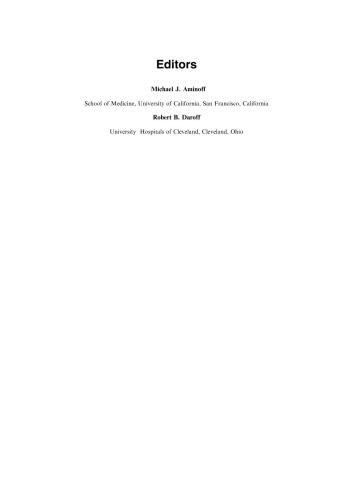 Editors
Michael J. Aminoff
School of Medicine, University of California, San Francisco, California
Robert B. Daroff
University Hospitals of Cleveland, Cleveland, Ohio